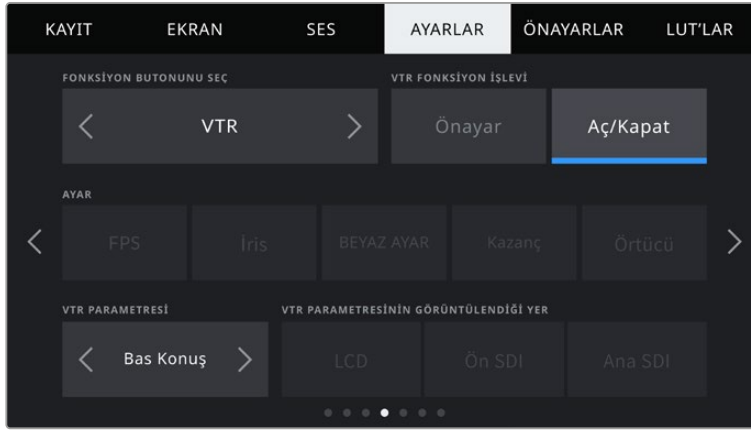 KAYIT EKRAN SES AYARLAR ÖNAYARLAR LUT'LAR
FONKSİYON BUTONUNU SEÇ VTR FONKSİYON İŞLEVİ
VTR Önayar Aç/Kapat
AYAR
FPS İris BEYAZ AYAR Kazanç Örtücü
VTR PARAMETRESİ VTR PARAMETRESİNİN GÖRÜNTÜLENDİĞİ YER
Bas Konuş LCD Ön SDI Ana SDI